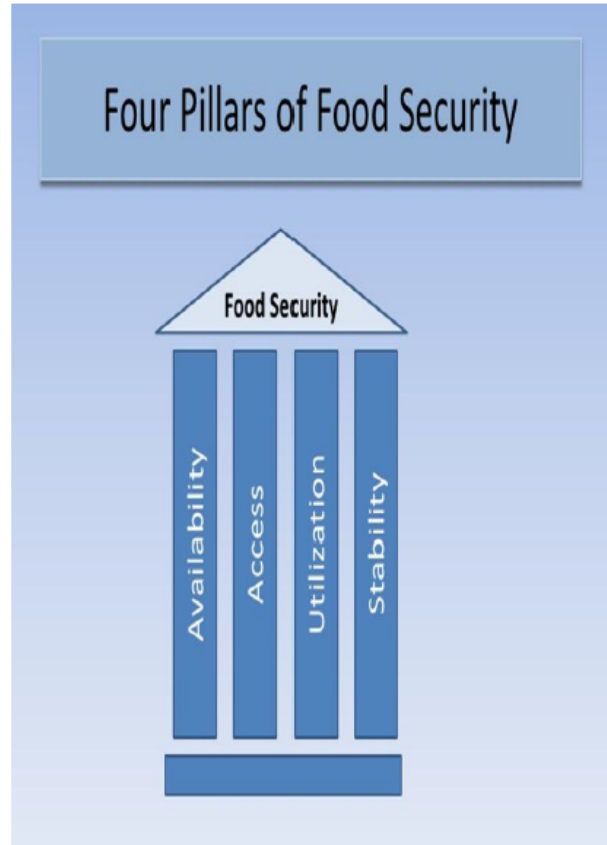 Four Pillars of Food Security
Food Security
Availability
Access
Utilization
Stability